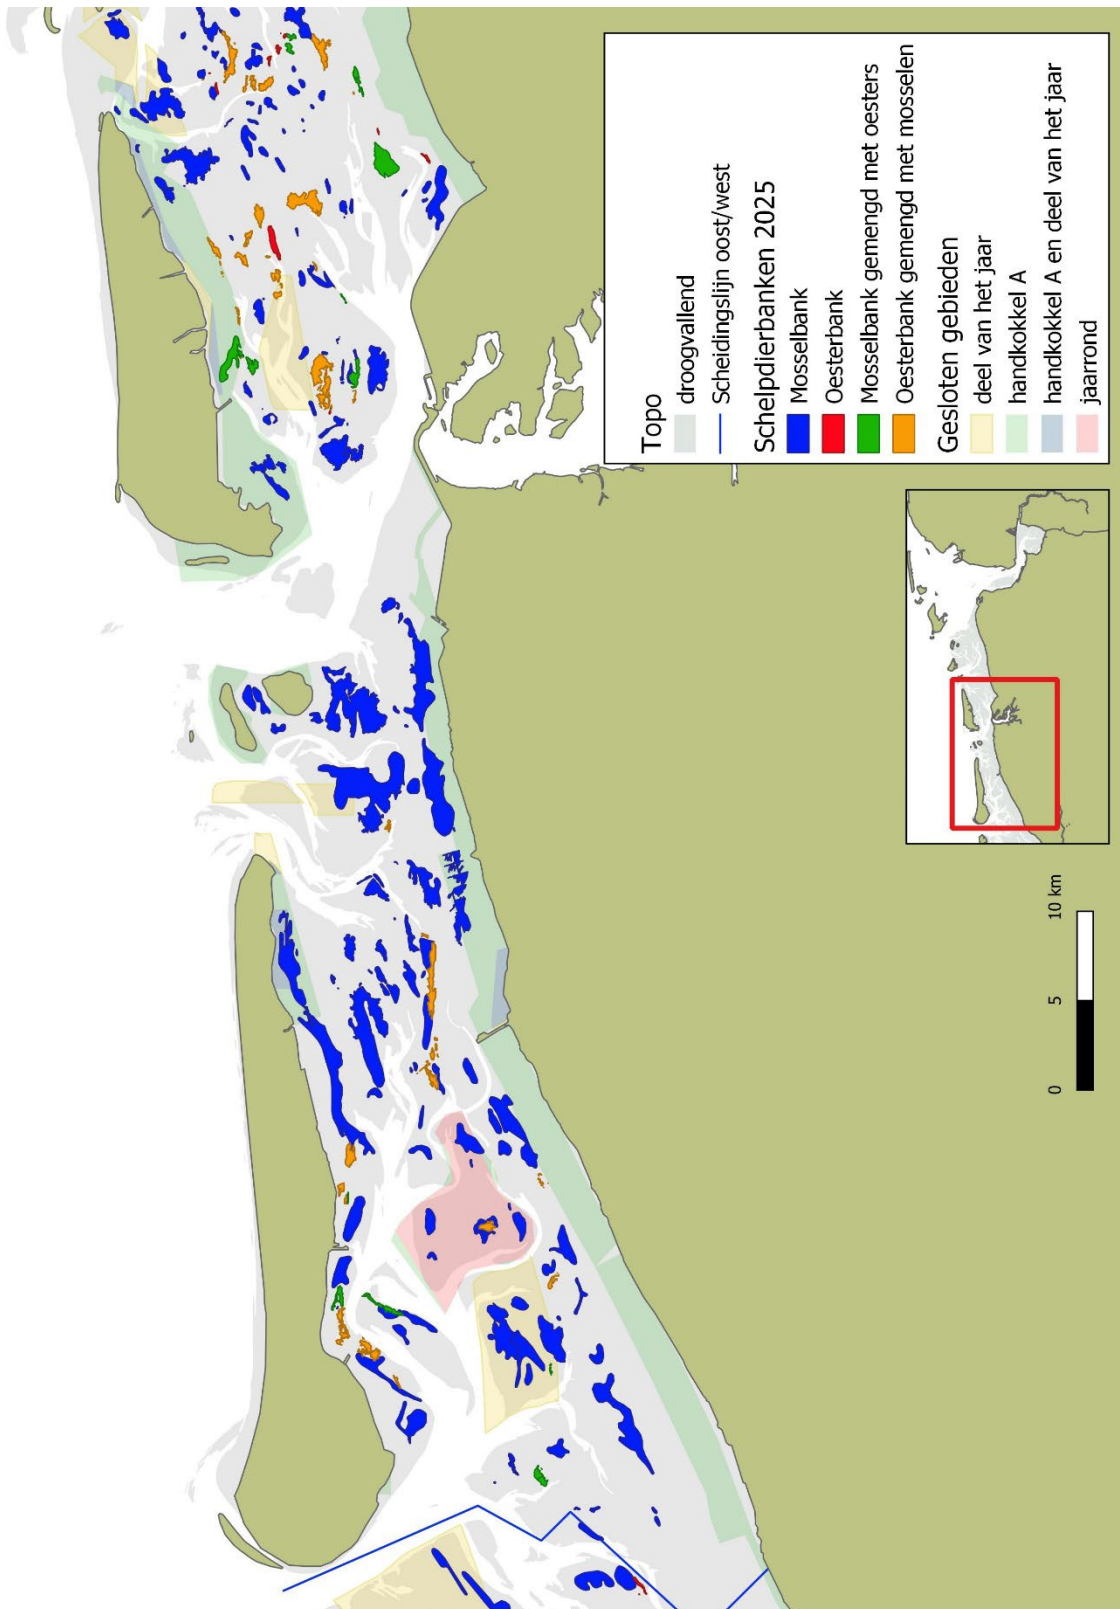 Topo
droogvallend
Scheidingslijn oost/west
Schelpdierbanken 2025
Mosselbank
Oesterbank
Mosselbank gemengd met oesters
Oesterbank gemengd met mosselen
Gesloten gebieden
deel van het jaar
handkokkel A
handkokkel A en deel van het jaar
jaarrond
0 5 10 km